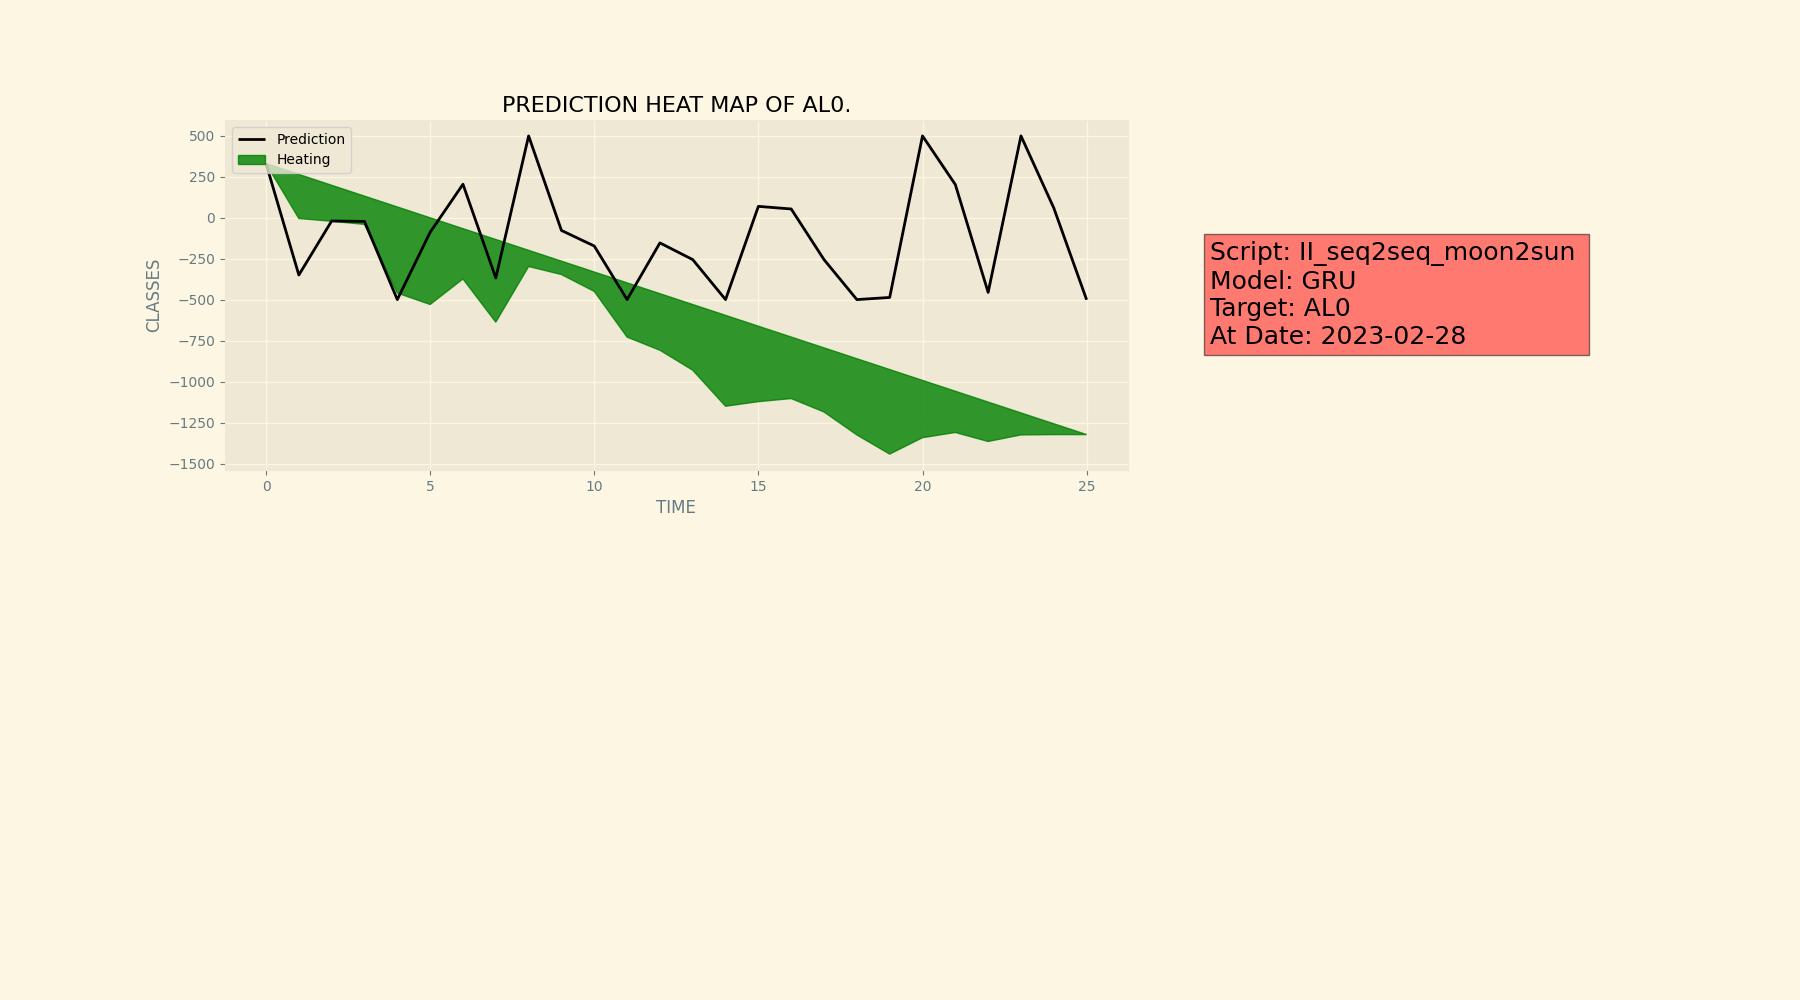 PREDICTION HEAT MAP OF AL0.
Prediction
Heating
500
250
0
−250
−500
−750
−1000
−1250
−1500
CLASSES
0 5 10 15 20 25
TIME
Script: II_seq2seq_moon2sun
Model: GRU
Target: AL0
At Date: 2023-02-28